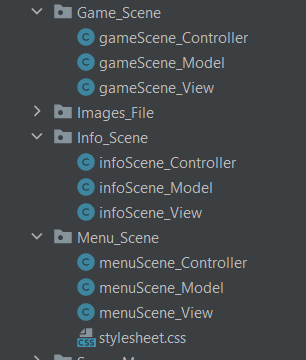 Game_Scene
gameScene_Controller
gameScene_Model
gameScene_View
Images_File
Info_Scene
infoScene_Controller
infoScene_Model
infoScene_View
Menu_Scene
menuScene_Controller
menuScene_Model
menuScene_View
stylesheet.css